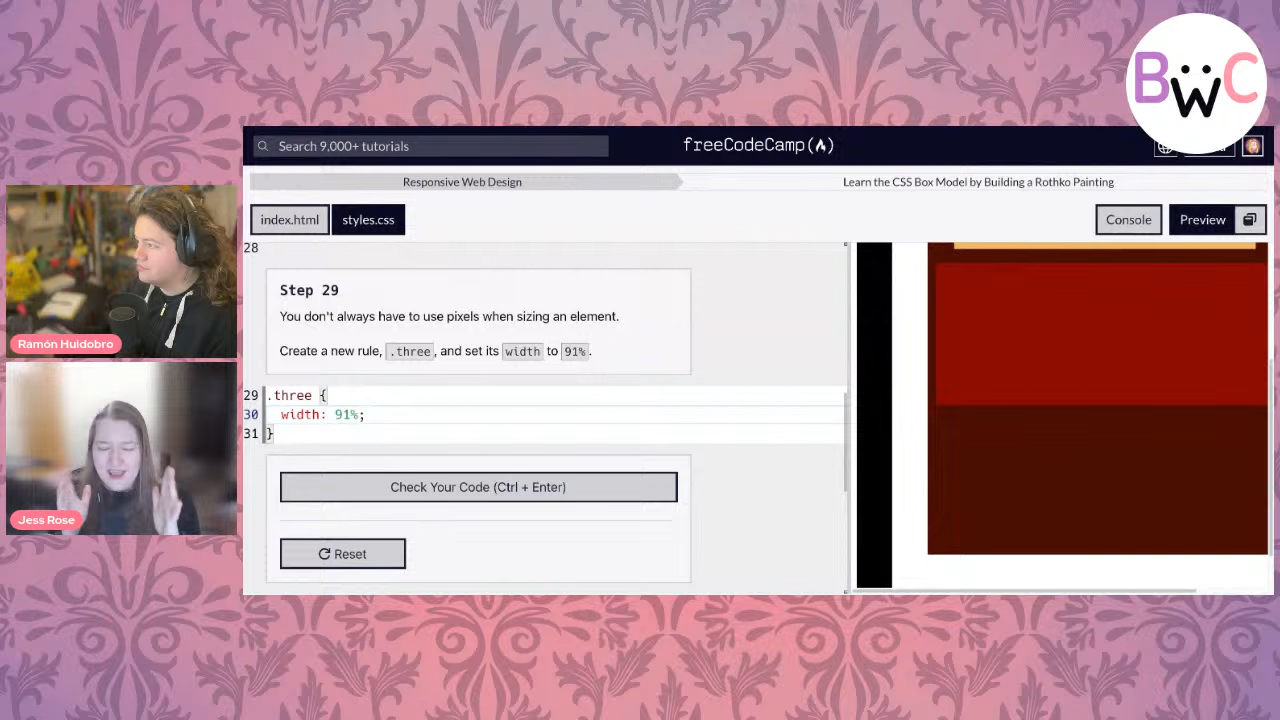 BWC
Search 9,000+ tutorials
freeCodeCamp(🔥)
Responsive Web Design
Learn the CSS Box Model by Building a Rothko Painting
index.html
styles.css
Console
Preview
28
Step 29
You don't always have to use pixels when sizing an element.
Create a new rule, .three, and set its width to 91%.
29 .three {
30 width: 91%;
31 }
Check Your Code (Ctrl + Enter)
Reset
Ramón Huidobro
Jess Rose